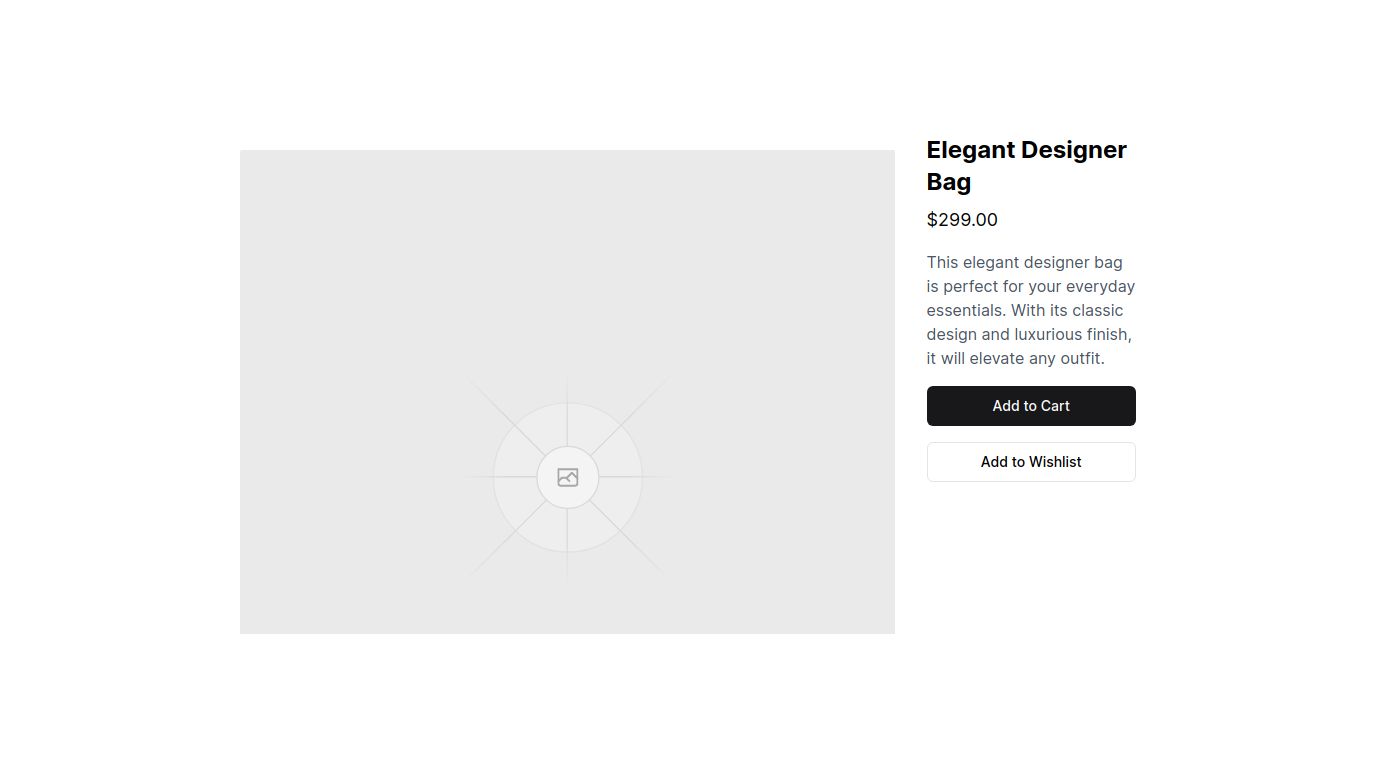 Elegant Designer
Bag
$299.00
This elegant designer bag
is perfect for your everyday
essentials. With its classic
design and luxurious finish,
it will elevate any outfit.
Add to Cart
Add to Wishlist